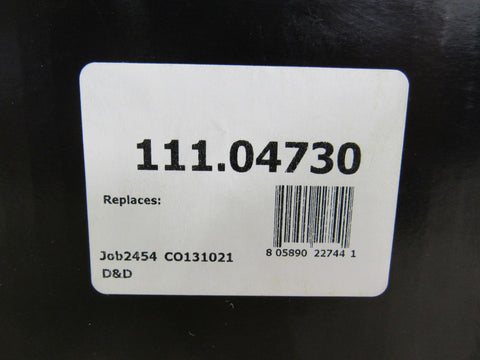 111.04730
Replaces:
8 05890 22744 1
Job2454 CO131021
D&D